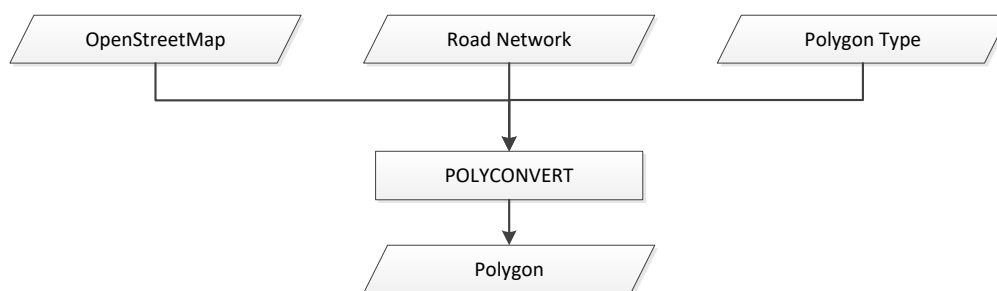 OpenStreetMap
Road Network
Polygon Type
POLYCONVERT
Polygon